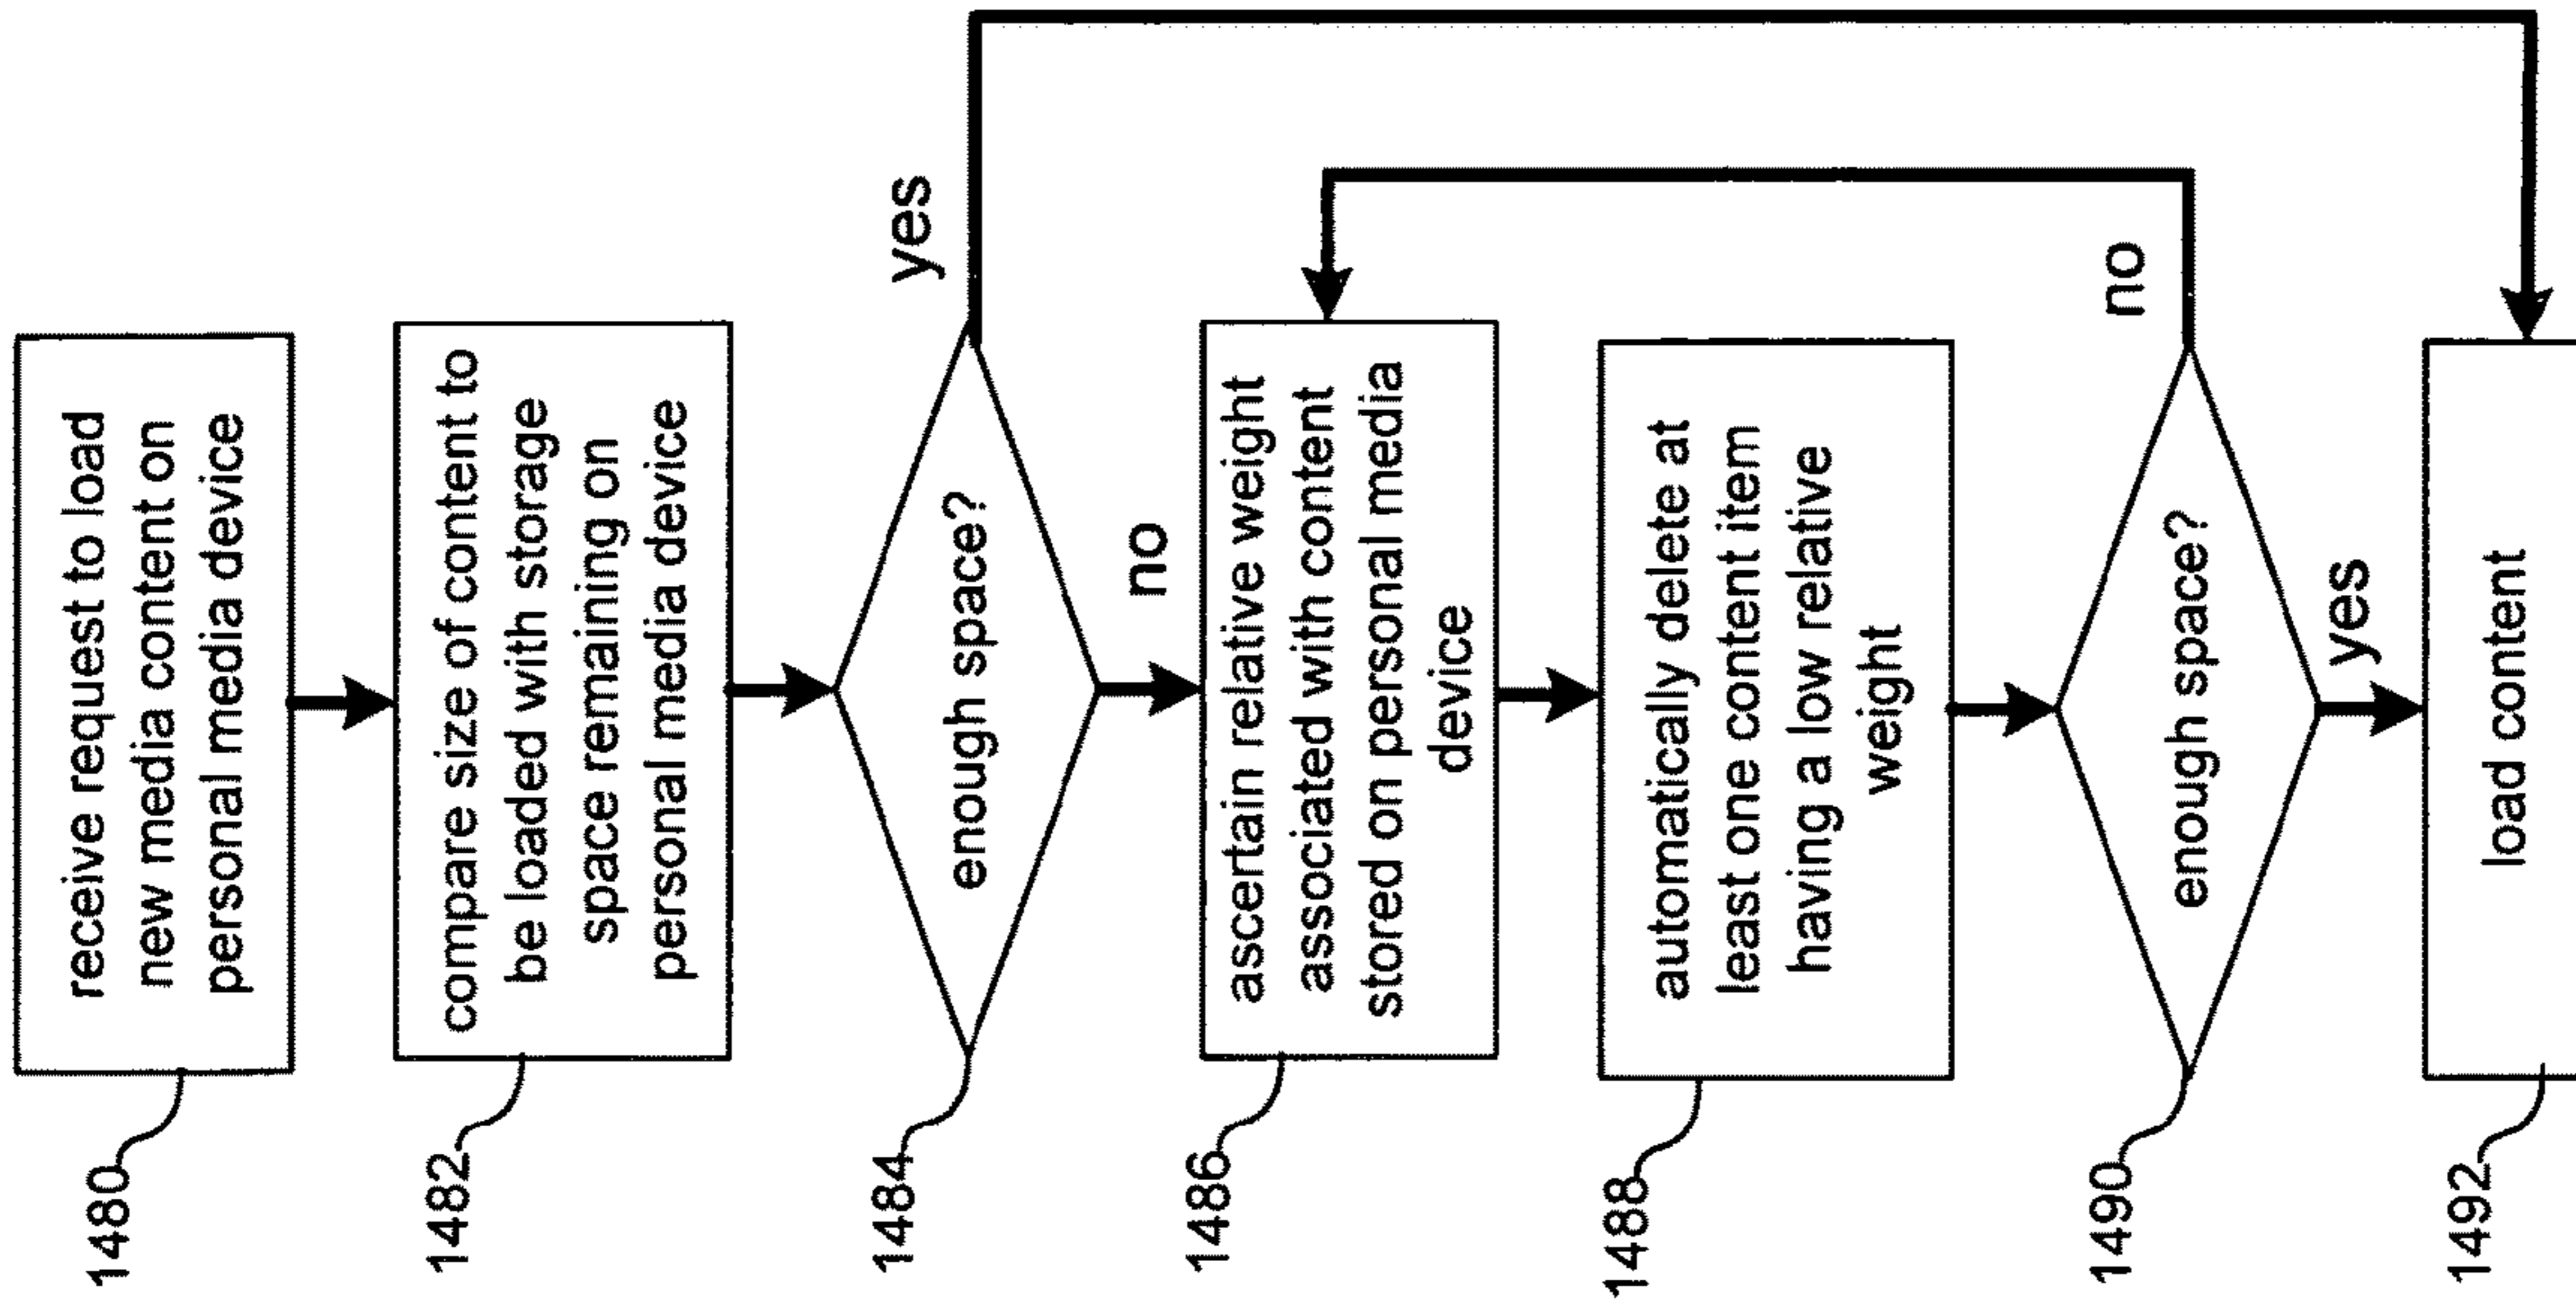 1480
receive request to load
new media content on
personal media device
1482
compare size of content to
be loaded with storage
space remaining on
personal media device
1484
enough space?
yes
no
1486
ascertain relative weight
associated with content
stored on personal media
device
1488
automatically delete at
least one content item
having a low relative
weight
1490
enough space?
no
yes
1492
load content